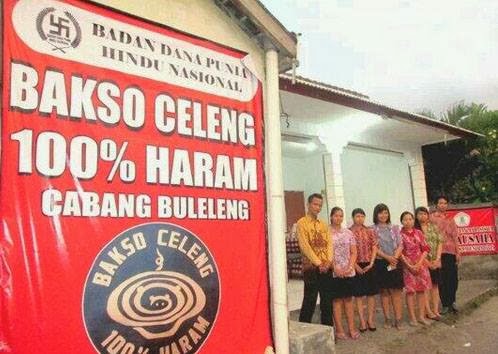 BADAN DANA PUNIA
HINDU NASIONAL
BAKSO CELENG
100% HARAM
CABANG BULELENG
BAKSO CELENG
100% HARAM